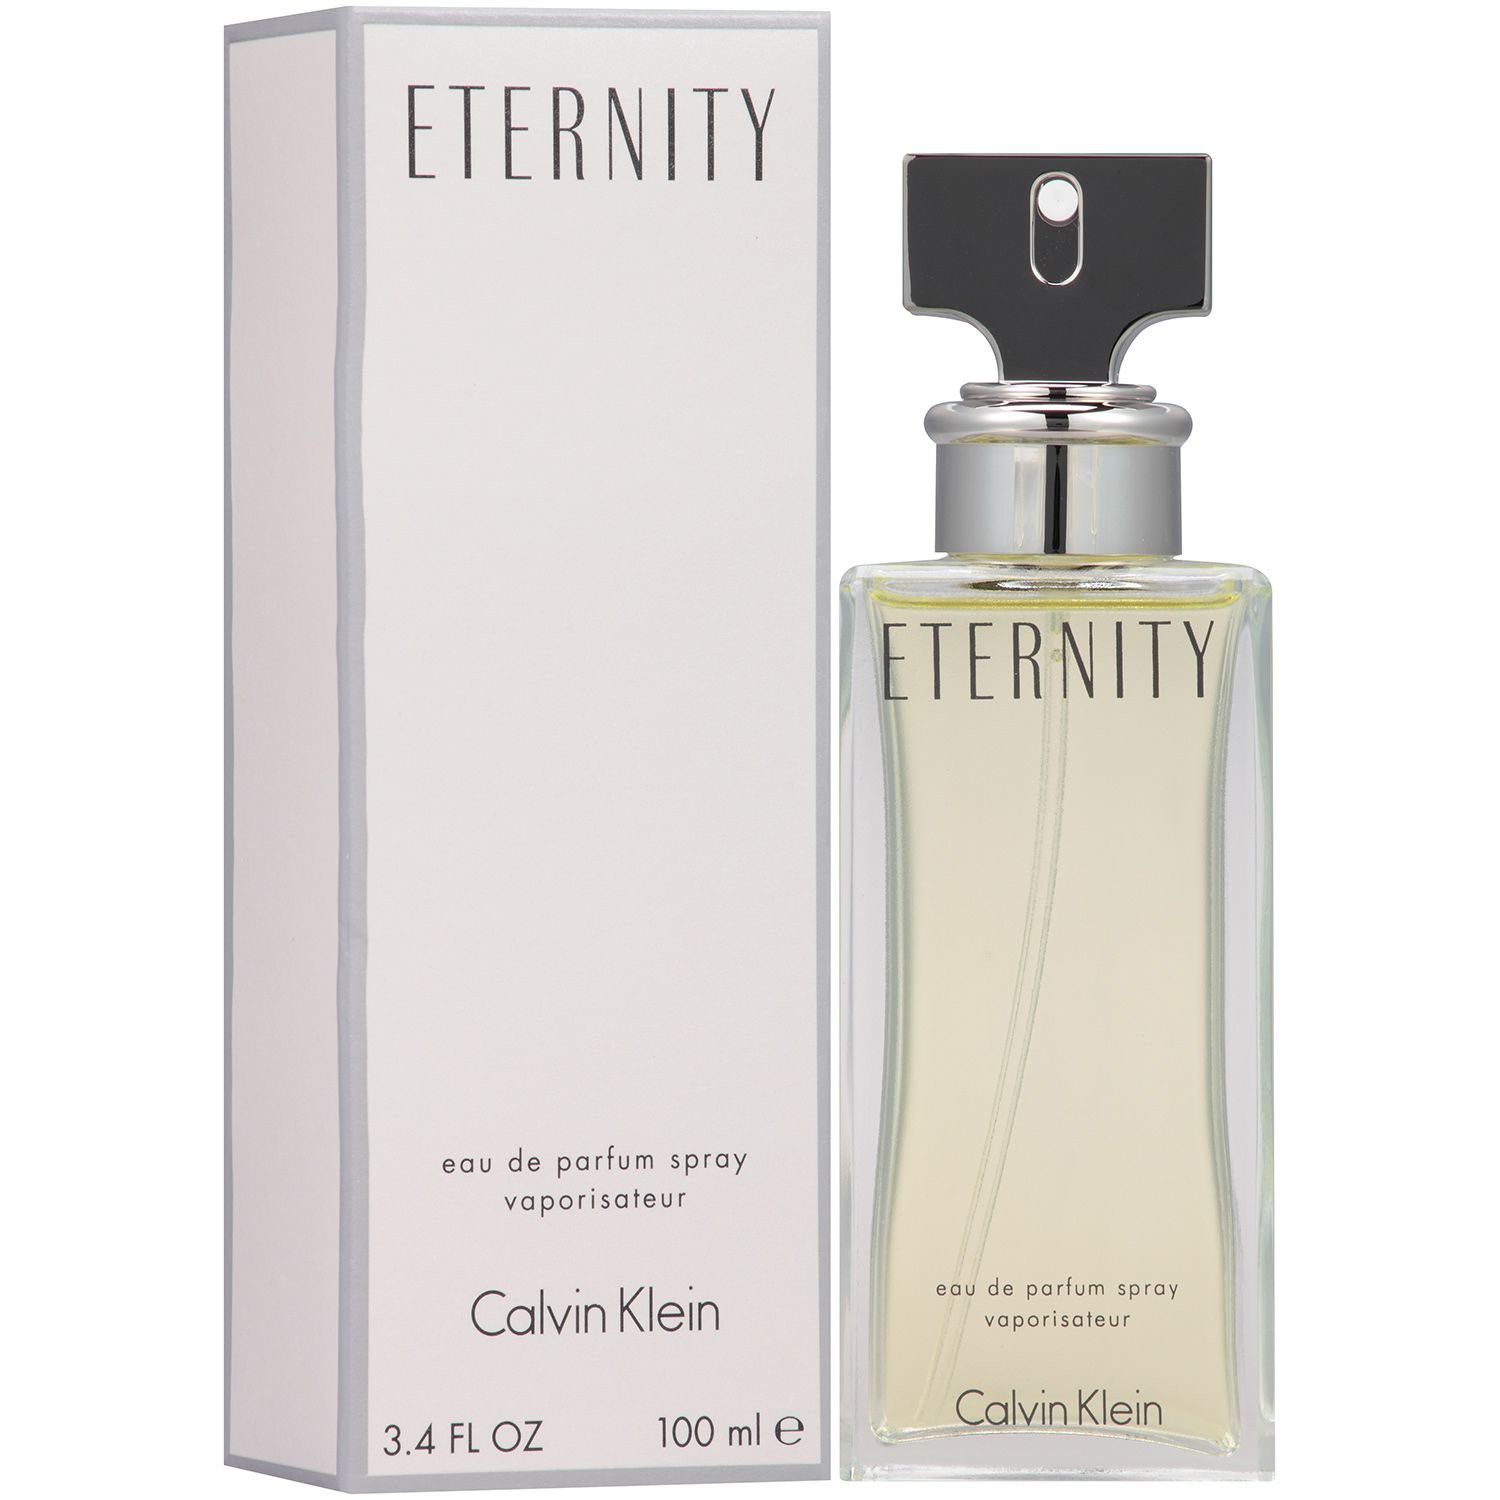 ETERNITY
eau de parfum spray
vaporisateur
Calvin Klein
3.4 FL OZ 100 ml ℮
ETERNITY
eau de parfum spray
vaporisateur
Calvin Klein